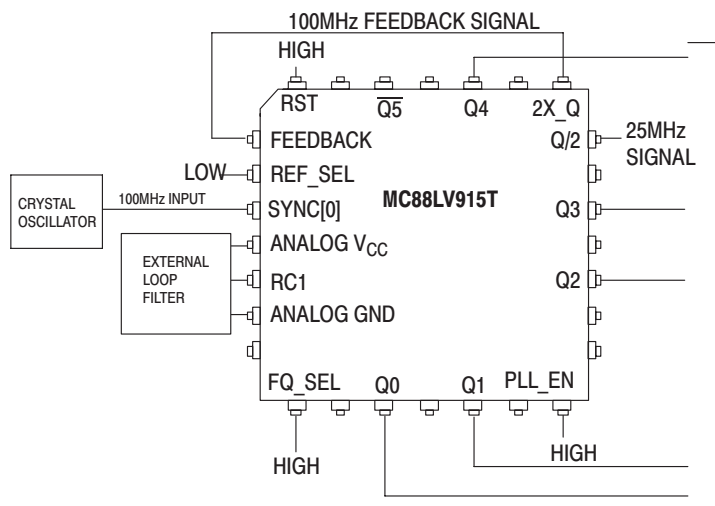 100MHz FEEDBACK SIGNAL
HIGH
RST
Q5
Q4
2X_Q
FEEDBACK
Q/2
25MHz
SIGNAL
LOW
REF_SEL
MC88LV915T
CRYSTAL
OSCILLATOR
100MHz INPUT
SYNC[0]
Q3
ANALOG VCC
EXTERNAL
LOOP
FILTER
RC1
Q2
ANALOG GND
FQ_SEL
Q0
Q1
PLL_EN
HIGH
HIGH